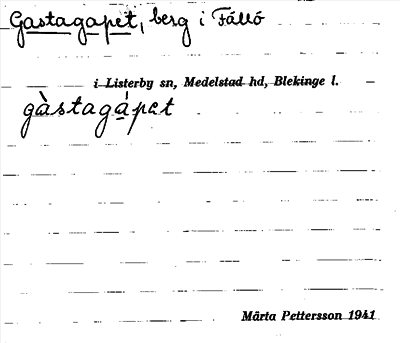 Gastagapet, berg i Fällö
i Listerby sn, Medelstad hd, Blekinge l.
gàstagápet
Märta Pettersson 1941